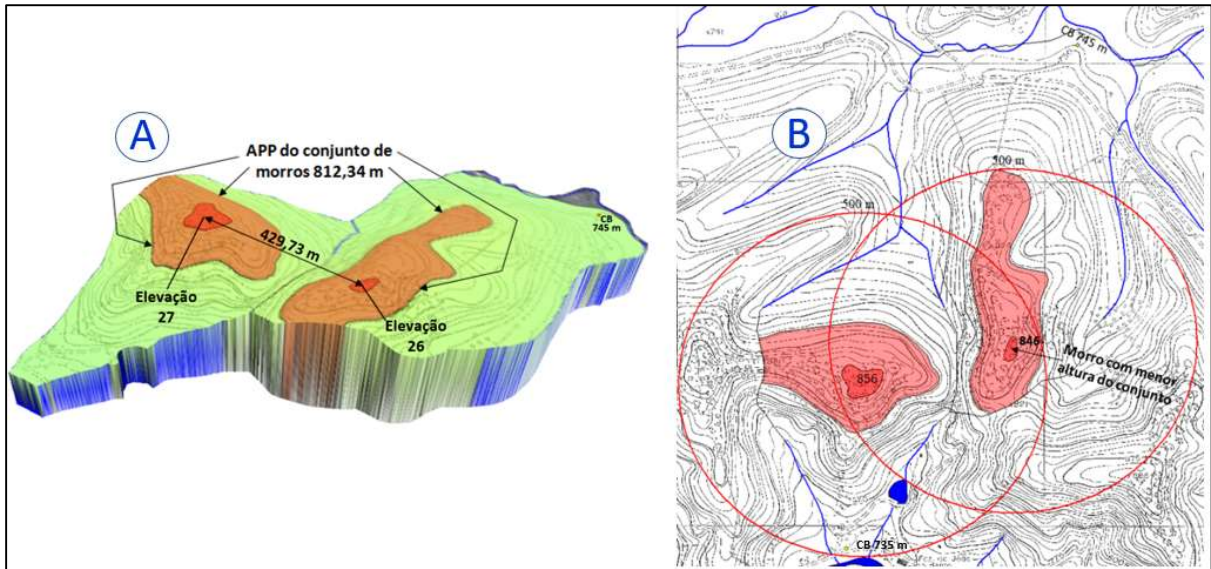 A
APP do conjunto de
morros 812,34 m
429,73 m
CB
745 m
Elevação
27
Elevação
26
B
CB 745 m
500 m
500 m
846
856
Morro com menor
altura do conjunto
CB 735 m